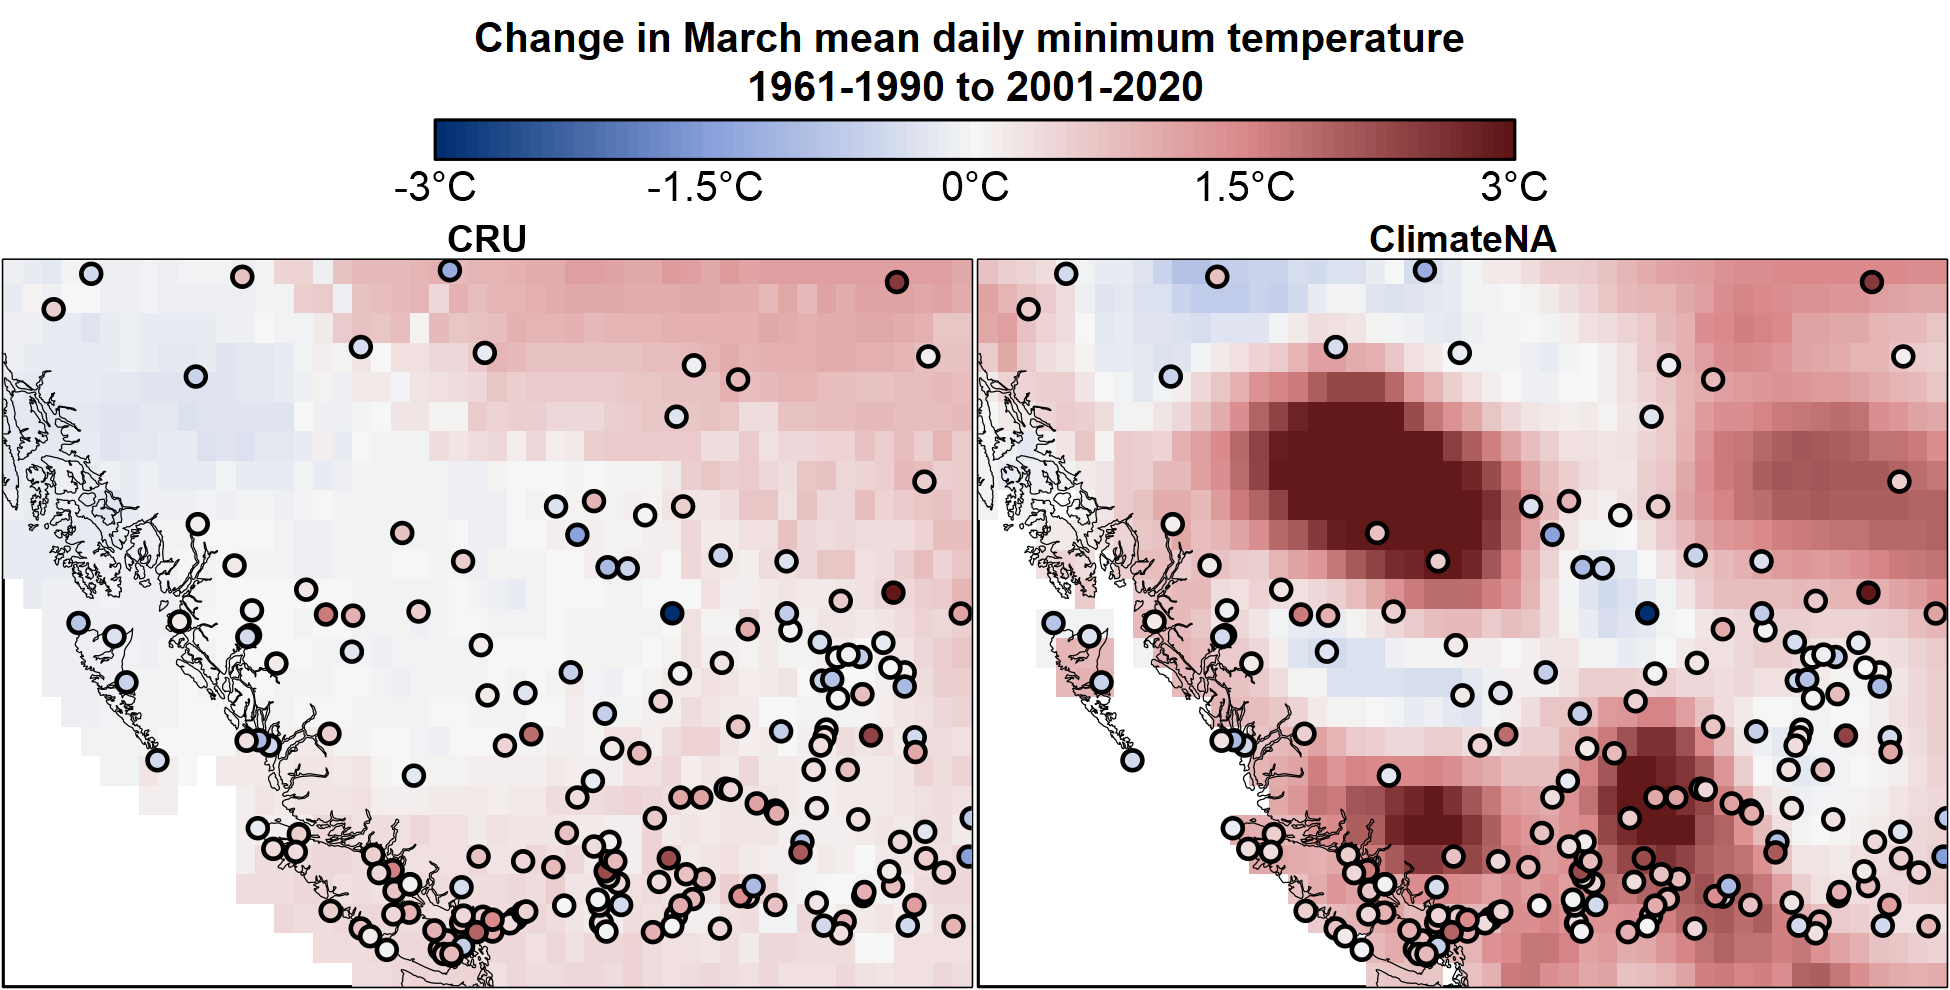 Change in March mean daily minimum temperature
1961-1990 to 2001-2020
-3°C -1.5°C 0°C 1.5°C 3°C
CRU ClimateNA